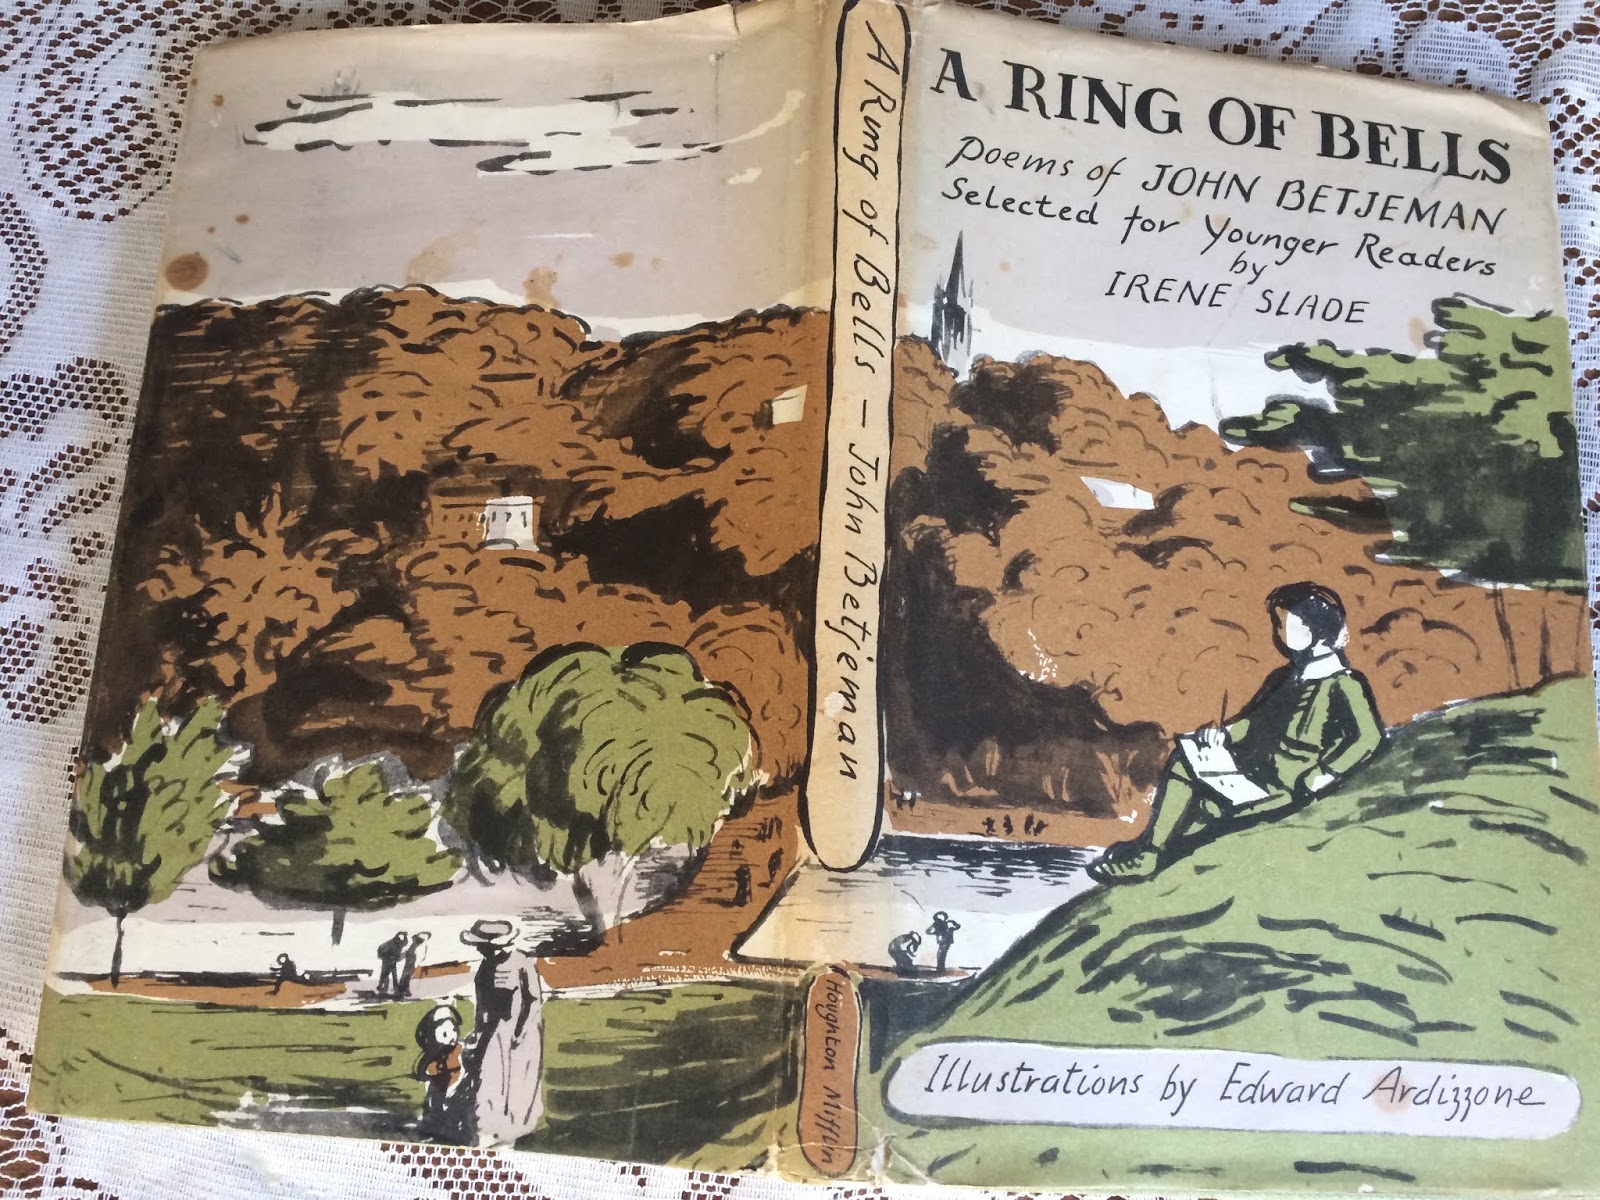 A RING OF BELLS
Poems of JOHN BETJEMAN
Selected for Younger Readers
by
IRENE SLADE
Illustrations by Edward Ardizzone
A Ring of Bells – John Betjeman
Houghton Mifflin